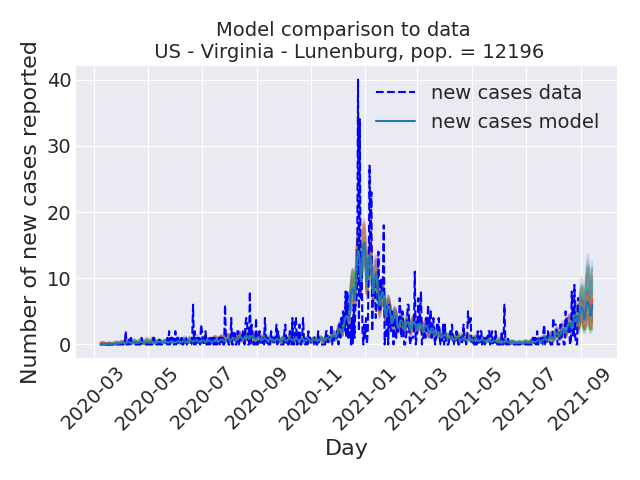 Model comparison to data
US - Virginia - Lunenburg, pop. = 12196
Number of new cases reported
40
30
20
10
0
new cases data
new cases model
2020-03
2020-05
2020-07
2020-09
2020-11
2021-01
2021-03
2021-05
2021-07
2021-09
Day